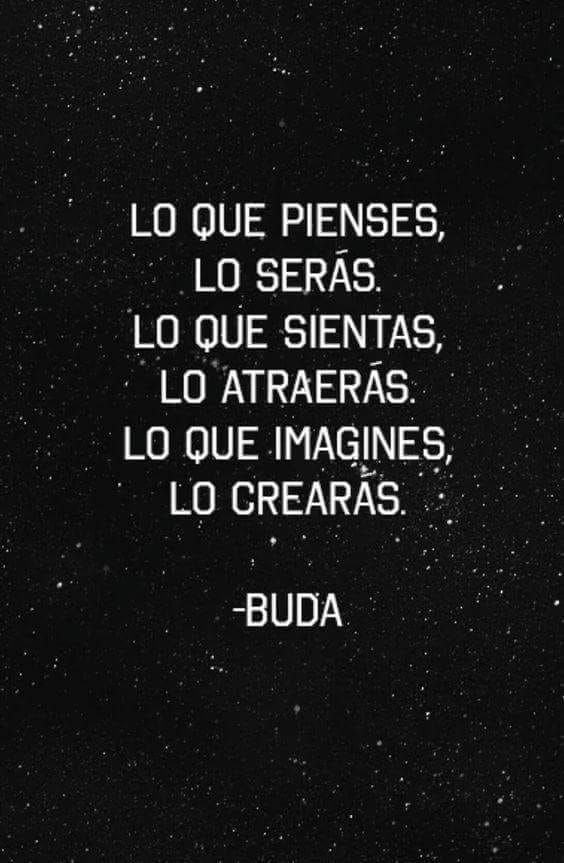 LO QUE PIENSES,
LO SERÁS.
LO QUE SIENTAS,
LO ATRAERÁS.
LO QUE IMAGINES,
LO CREARÁS.
-BUDA